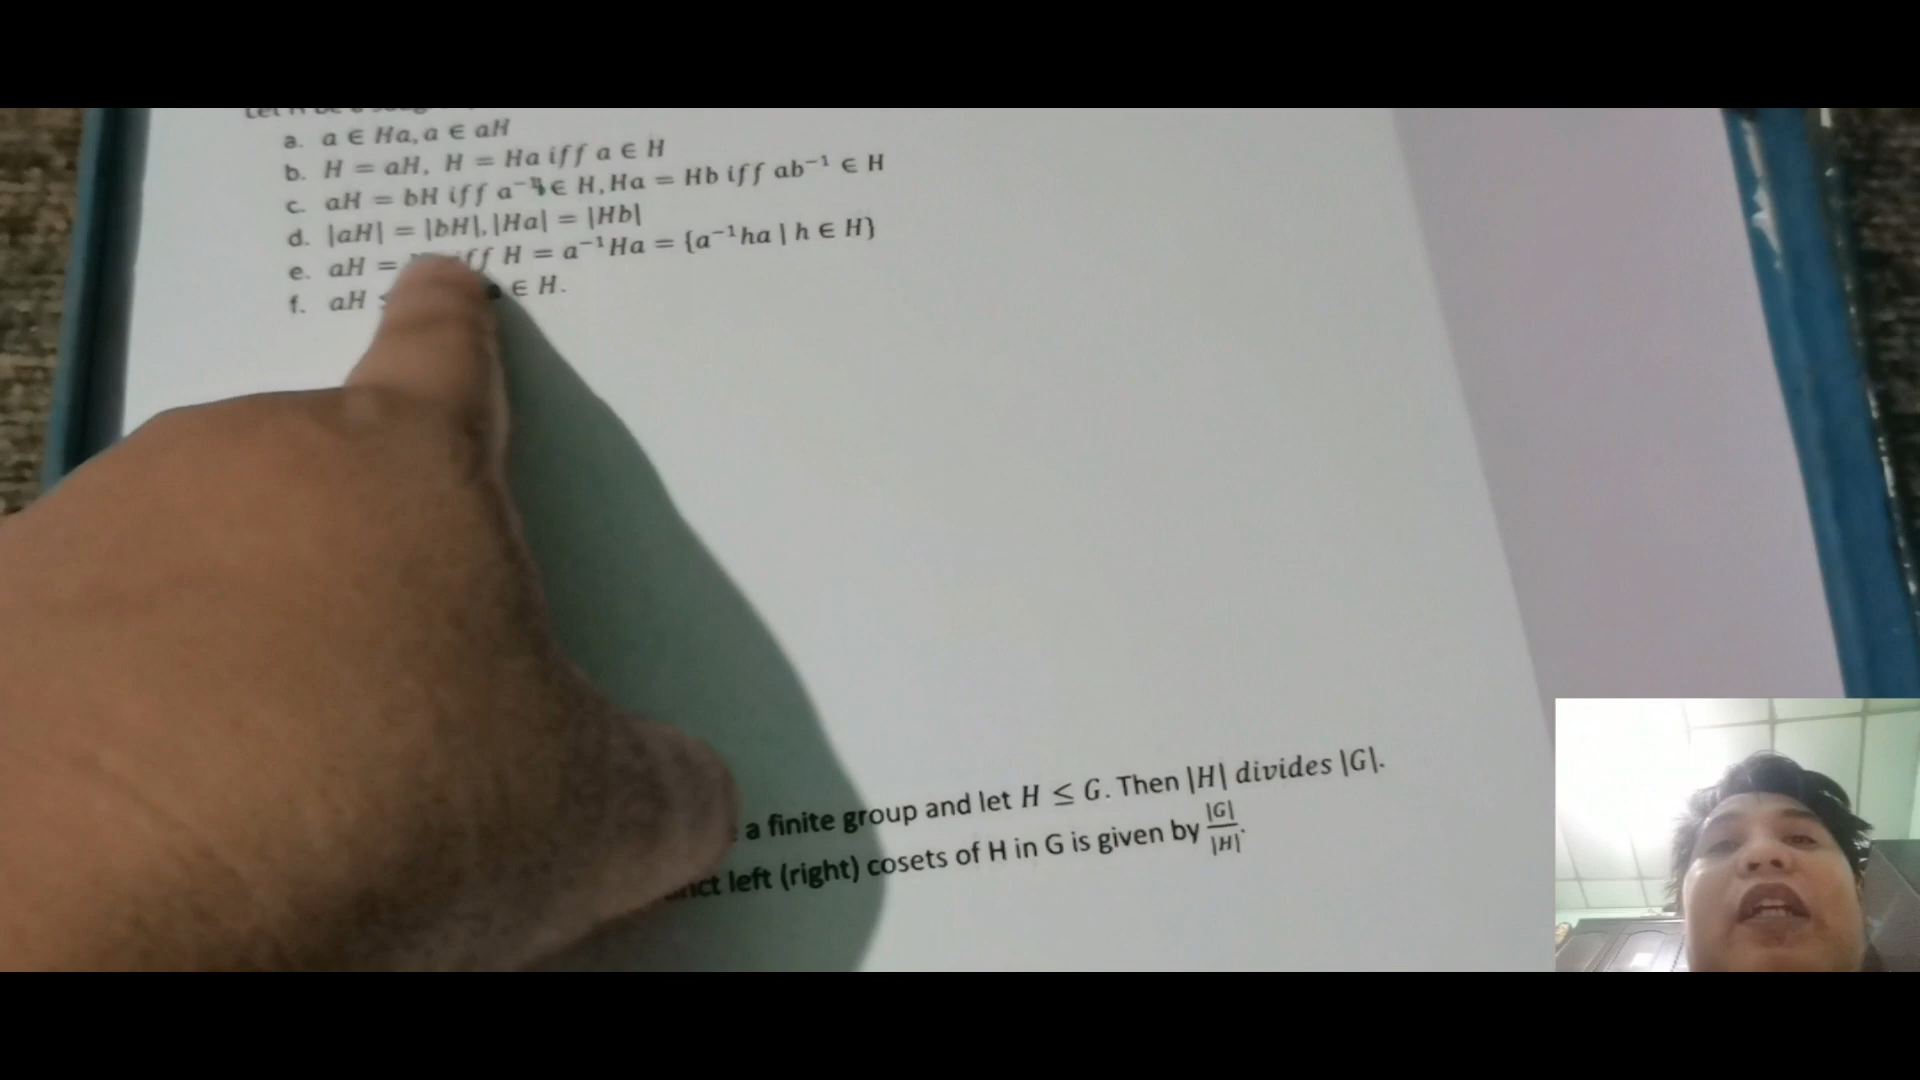 a. a ∈ Ha, a ∈ aH
b. H = aH, H = Ha iff a ∈ H
c. aH = bH iff a⁻¹ ∈ H, Ha = Hb iff ab⁻¹ ∈ H
d. |aH| = |bH|, |Ha| = |Hb|
e. aH = iff H = a⁻¹Ha = {a⁻¹ha | h ∈ H}
f. aH ∈ H.
a finite group and let H ≤ G. Then |H| divides |G|.
left (right) cosets of H in G is given by |G|/|H|.